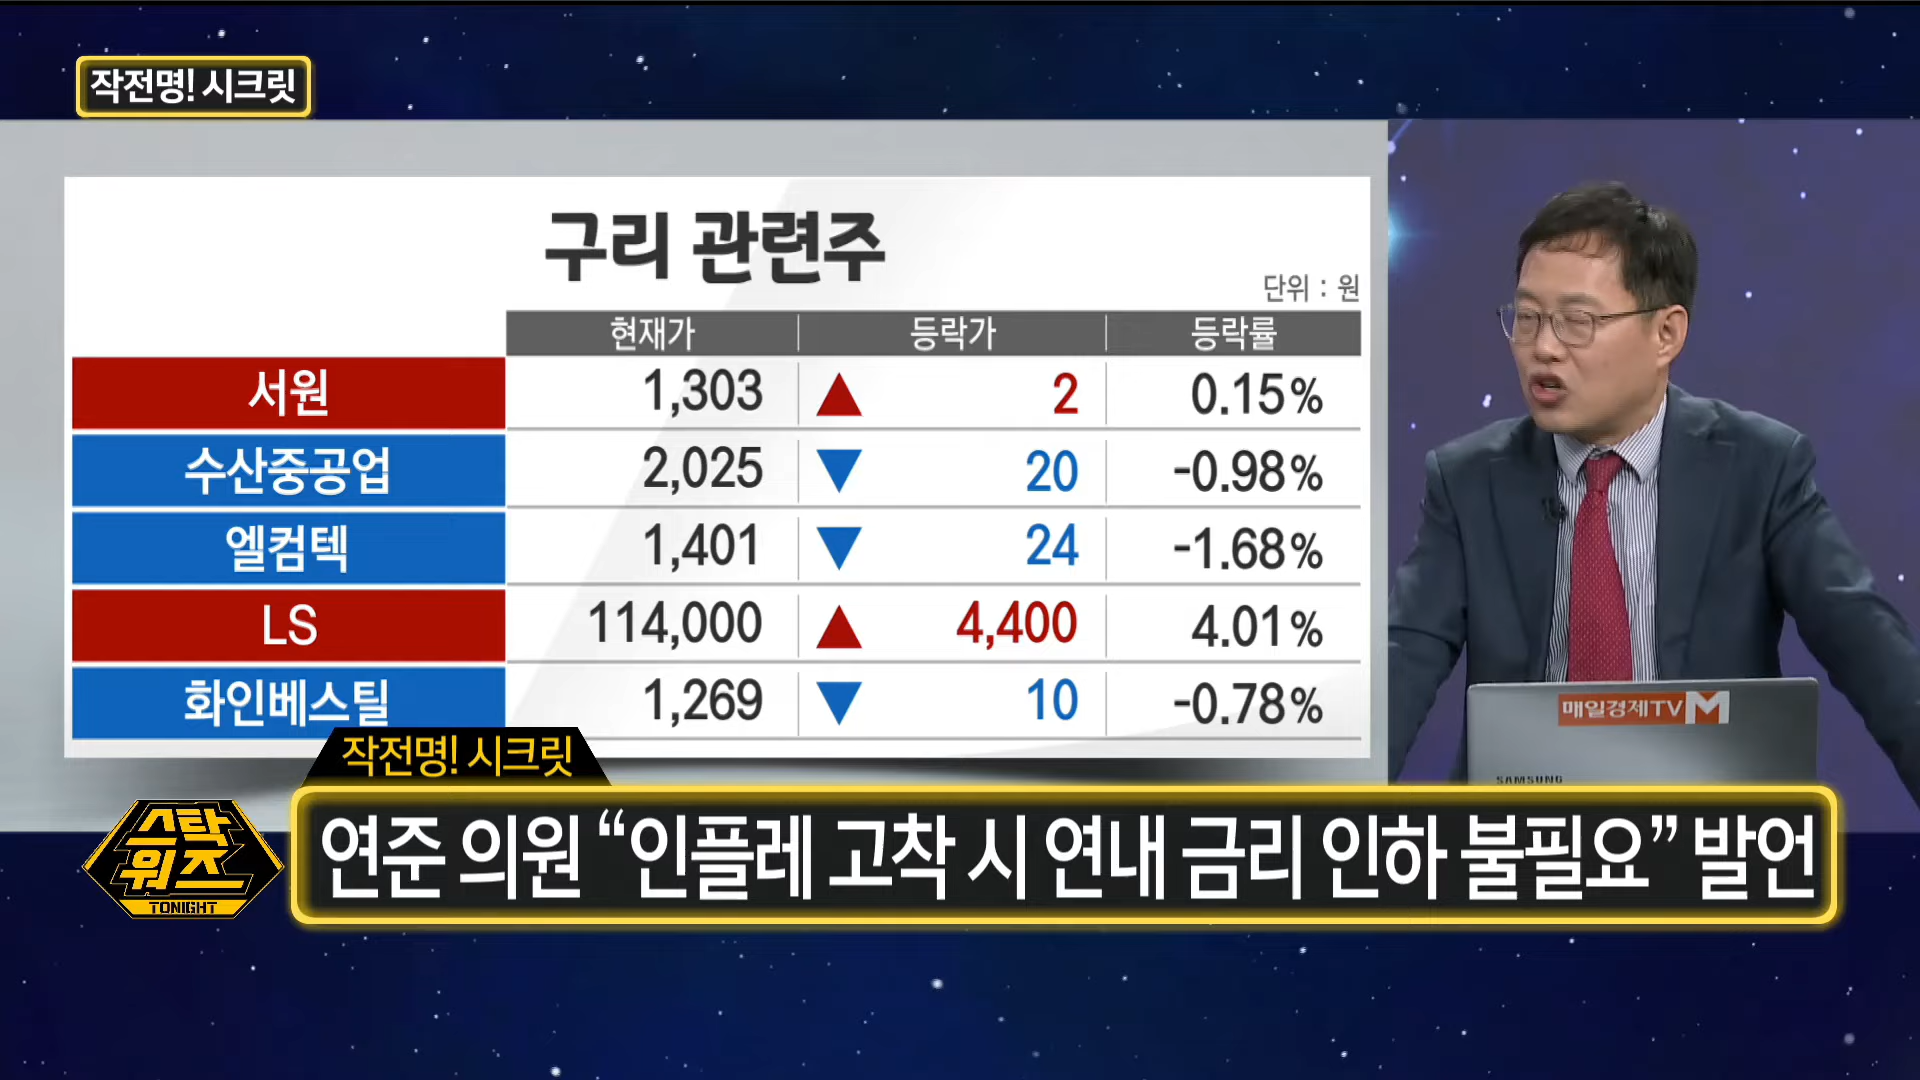 작전명! 시크릿
구리 관련주
단위 : 원
현재가 등락가 등락률
서원 1,303 ▲ 2 0.15%
수산중공업 2,025 ▼ 20 -0.98%
엘컴텍 1,401 ▼ 24 -1.68%
LS 114,000 ▲ 4,400 4.01%
화인베스틸 1,269 ▼ 10 -0.78%
매일경제TV M
SAMSUNG
작전명! 시크릿
스탁
워즈
TONIGHT
연준 의원 “인플레 고착 시 연내 금리 인하 불필요” 발언